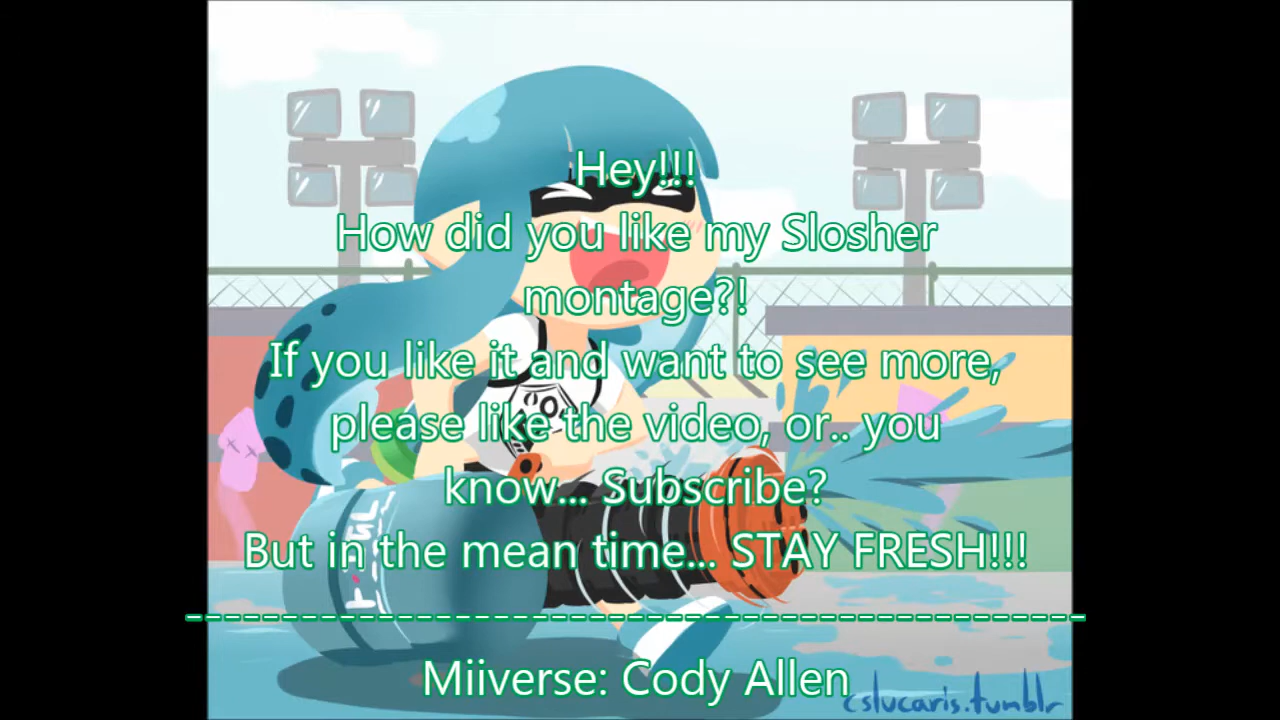 Hey!!!
How did you like my Slosher
montage?!
If you like it and want to see more,
please like the video, or.. you
know... Subscribe?
But in the mean time... STAY FRESH!!!
-----------------------------------------------
Miiverse: Cody Allen
cslucaris.tumblr